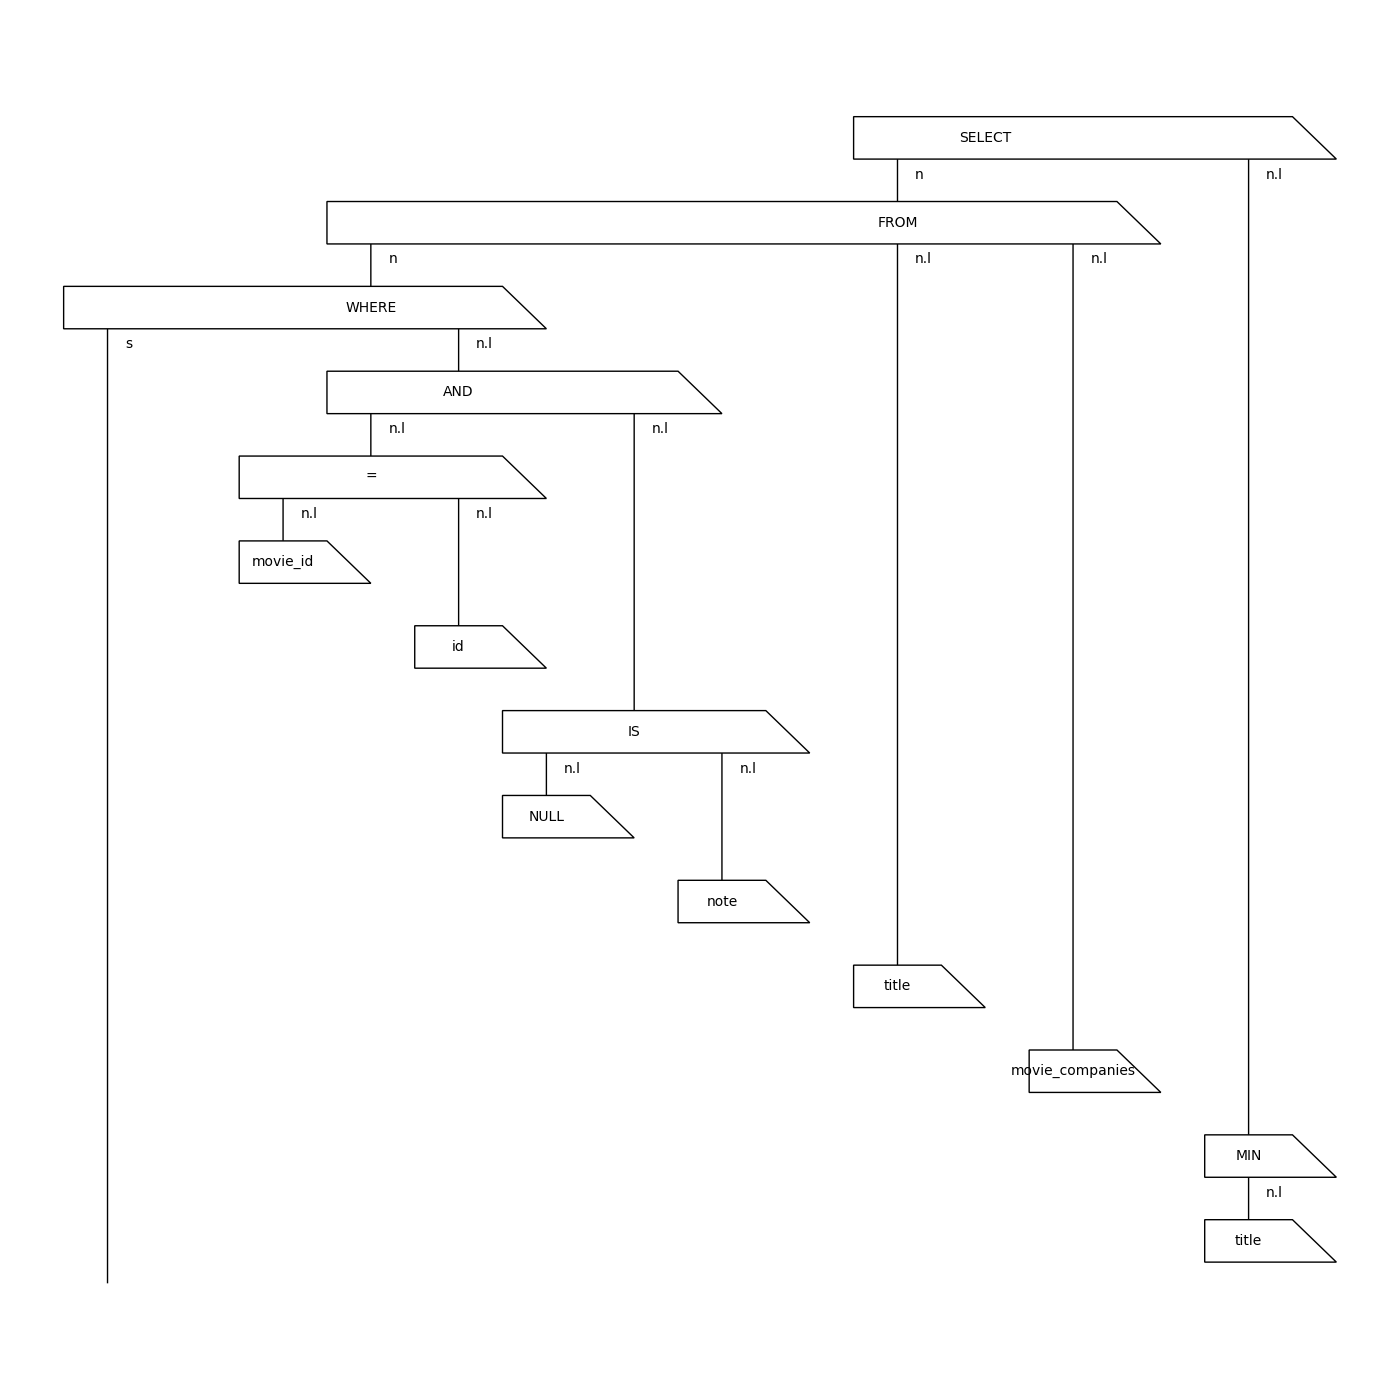 SELECT
n n.l
FROM
n n.l n.l
WHERE
s n.l
AND
n.l n.l
=
n.l n.l
movie_id
id
IS
n.l n.l
NULL
note
title
movie_companies
MIN
n.l
title